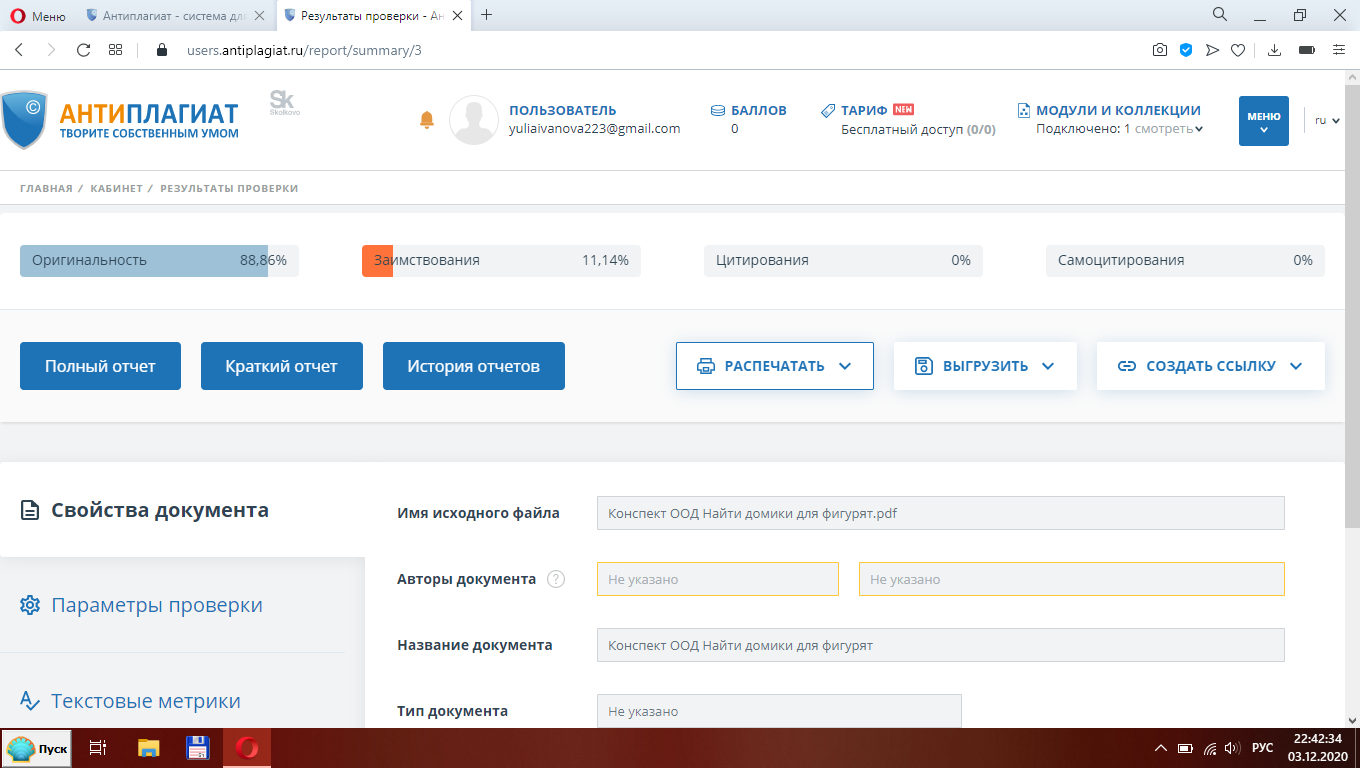 Меню
Антиплагиат - система для
Результаты проверки - Ан
users.antiplagiat.ru/report/summary/3
©
АНТИПЛАГИАТ
ТВОРИТЕ СОБСТВЕННЫМ УМОМ
Sk
Skolkovo
ПОЛЬЗОВАТЕЛЬ
yuliaivanova223@gmail.com
БАЛЛОВ
0
ТАРИФ NEW
Бесплатный доступ (0/0)
МОДУЛИ И КОЛЛЕКЦИИ
Подключено: 1 смотреть
МЕНЮ
ru
ГЛАВНАЯ / КАБИНЕТ / РЕЗУЛЬТАТЫ ПРОВЕРКИ
Оригинальность 88,86%
Заимствования 11,14%
Цитирования 0%
Самоцитирования 0%
Полный отчет
Краткий отчет
История отчетов
РАСПЕЧАТАТЬ
ВЫГРУЗИТЬ
СОЗДАТЬ ССЫЛКУ
Свойства документа
Параметры проверки
Текстовые метрики
Имя исходного файла
Конспект ООД Найти домики для фигурят.pdf
Авторы документа ?
Не указано
Не указано
Название документа
Конспект ООД Найти домики для фигурят
Тип документа
Не указано
Пуск
РУС
22:42:34
03.12.2020